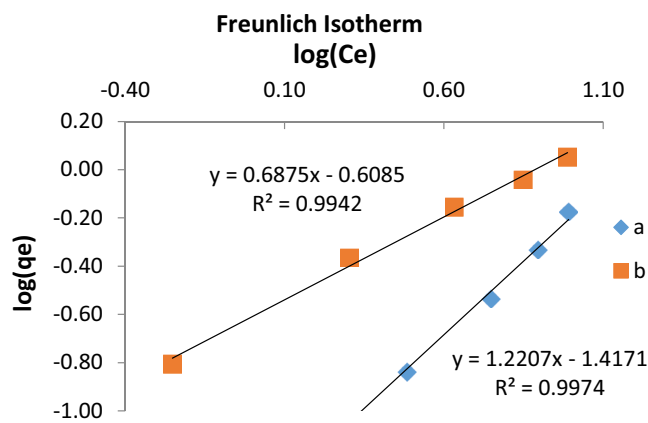 Freunlich Isotherm
log(Ce)
-0.40 0.10 0.60 1.10
0.20
0.00
-0.20
-0.40
-0.60
-0.80
-1.00
log(qe)
y = 0.6875x - 0.6085
R² = 0.9942
a
b
y = 1.2207x - 1.4171
R² = 0.9974